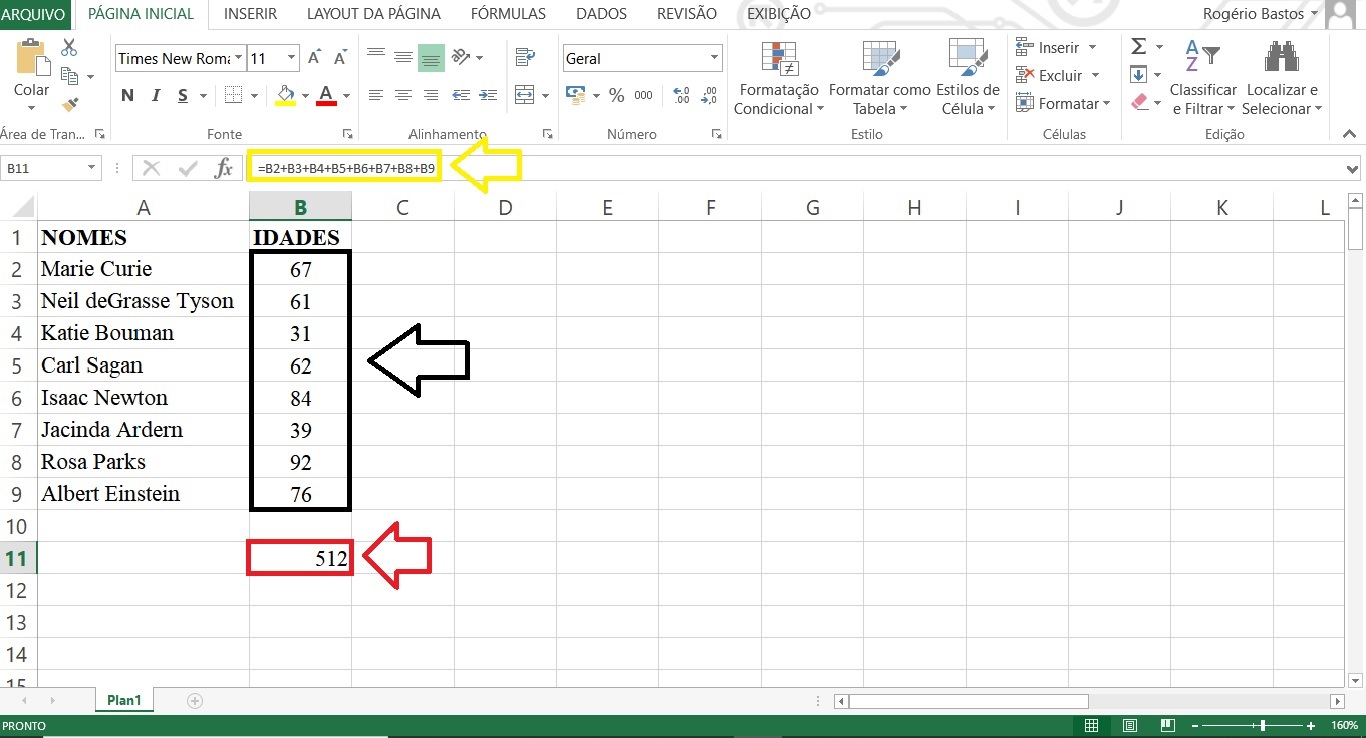 ARQUIVO PÁGINA INICIAL INSERIR LAYOUT DA PÁGINA FÓRMULAS DADOS REVISÃO EXIBIÇÃO Rogério Bastos
Colar
Área de Tran...
Times New Roma 11
N I S A
Fonte
Alinhamento
Geral
% 000
Número
Formatação Condicional
Formatar como Tabela
Estilos de Célula
Estilo
Inserir
Excluir
Formatar
Células
Σ
Classificar e Filtrar
Localizar e Selecionar
Edição
B11 fx =B2+B3+B4+B5+B6+B7+B8+B9
A B C D E F G H I J K L
1 NOMES IDADES
2 Marie Curie 67
3 Neil deGrasse Tyson 61
4 Katie Bouman 31
5 Carl Sagan 62
6 Isaac Newton 84
7 Jacinda Ardern 39
8 Rosa Parks 92
9 Albert Einstein 76
10
11 512
12
13
14
15
Plan1
PRONTO 160%